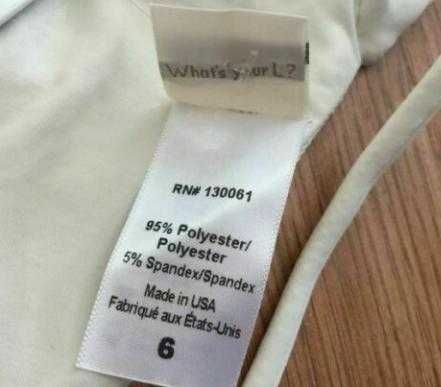 What's your L?
RN# 130061
95% Polyester/
Polyester
5% Spandex/Spandex
Made in USA
Fabriqué aux États-Unis
6